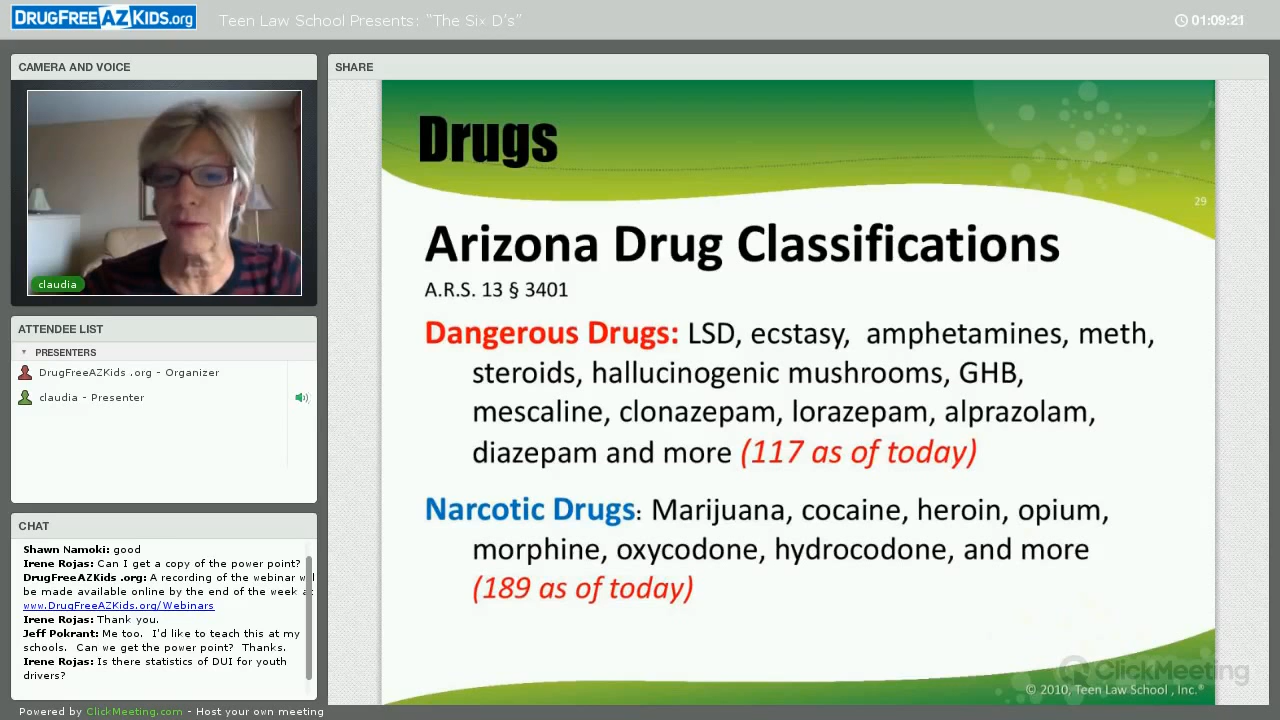 DRUGFREEAZKIDS.org
Teen Law School Presents: “The Six D’s”
01:09:21
CAMERA AND VOICE
claudia
ATTENDEE LIST
PRESENTERS
DrugFreeAZKids .org - Organizer
claudia - Presenter
CHAT
Shawn Namoki: good
Irene Rojas: Can I get a copy of the power point?
DrugFreeAZKids .org: A recording of the webinar will
be made available online by the end of the week at
www.DrugFreeAZKids.org/Webinars
Irene Rojas: Thank you.
Jeff Pokrant: Me too. I'd like to teach this at my
schools. Can we get the power point? Thanks.
Irene Rojas: Is there statistics of DUI for youth
drivers?
Powered by ClickMeeting.com - Host your own meeting
SHARE
Drugs
29
Arizona Drug Classifications
A.R.S. 13 § 3401
Dangerous Drugs: LSD, ecstasy, amphetamines, meth,
steroids, hallucinogenic mushrooms, GHB,
mescaline, clonazepam, lorazepam, alprazolam,
diazepam and more (117 as of today)
Narcotic Drugs: Marijuana, cocaine, heroin, opium,
morphine, oxycodone, hydrocodone, and more
(189 as of today)
ClickMeeting
© 2010, Teen Law School , Inc.®